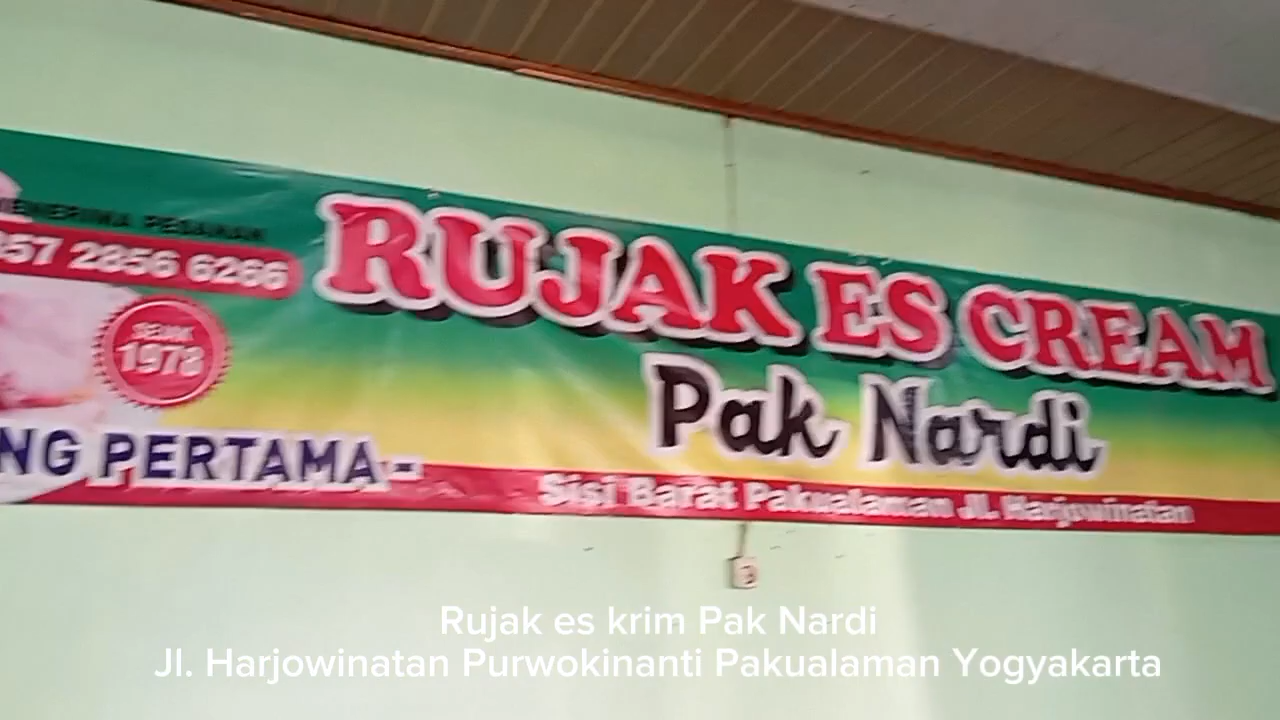 MENERIMA PESANAN
857 2856 6266
SEJAK
1978
NG PERTAMA-
RUJAK ES CREAM
Pak Nardi
Sisi Barat Pakualaman Jl. Harjowinatan
Rujak es krim Pak Nardi
Jl. Harjowinatan Purwokinanti Pakualaman Yogyakarta